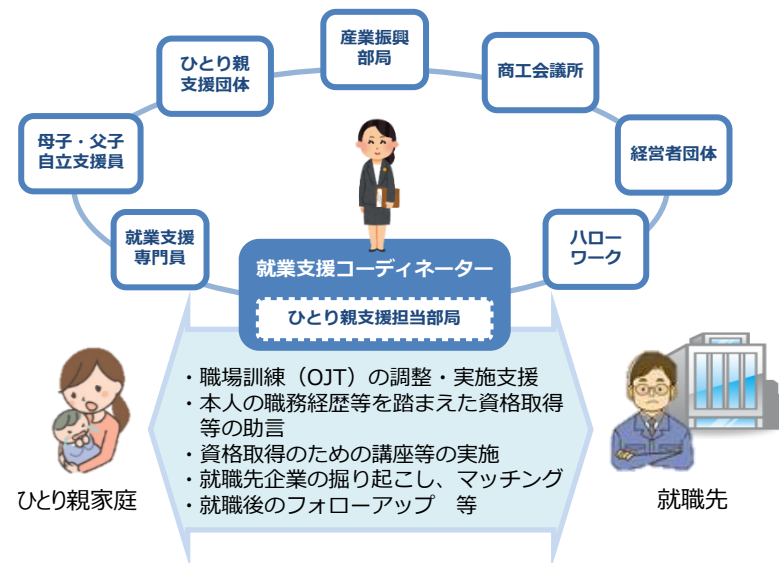 産業振興
部局
ひとり親
支援団体
商工会議所
母子・父子
自立支援員
経営者団体
就業支援
専門員
ハロー
ワーク
就業支援コーディネーター
ひとり親支援担当部局
・職場訓練（OJT）の調整・実施支援
・本人の職務経歴等を踏まえた資格取得
等の助言
・資格取得のための講座等の実施
・就職先企業の掘り起こし、マッチング
・就職後のフォローアップ　等
ひとり親家庭
就職先